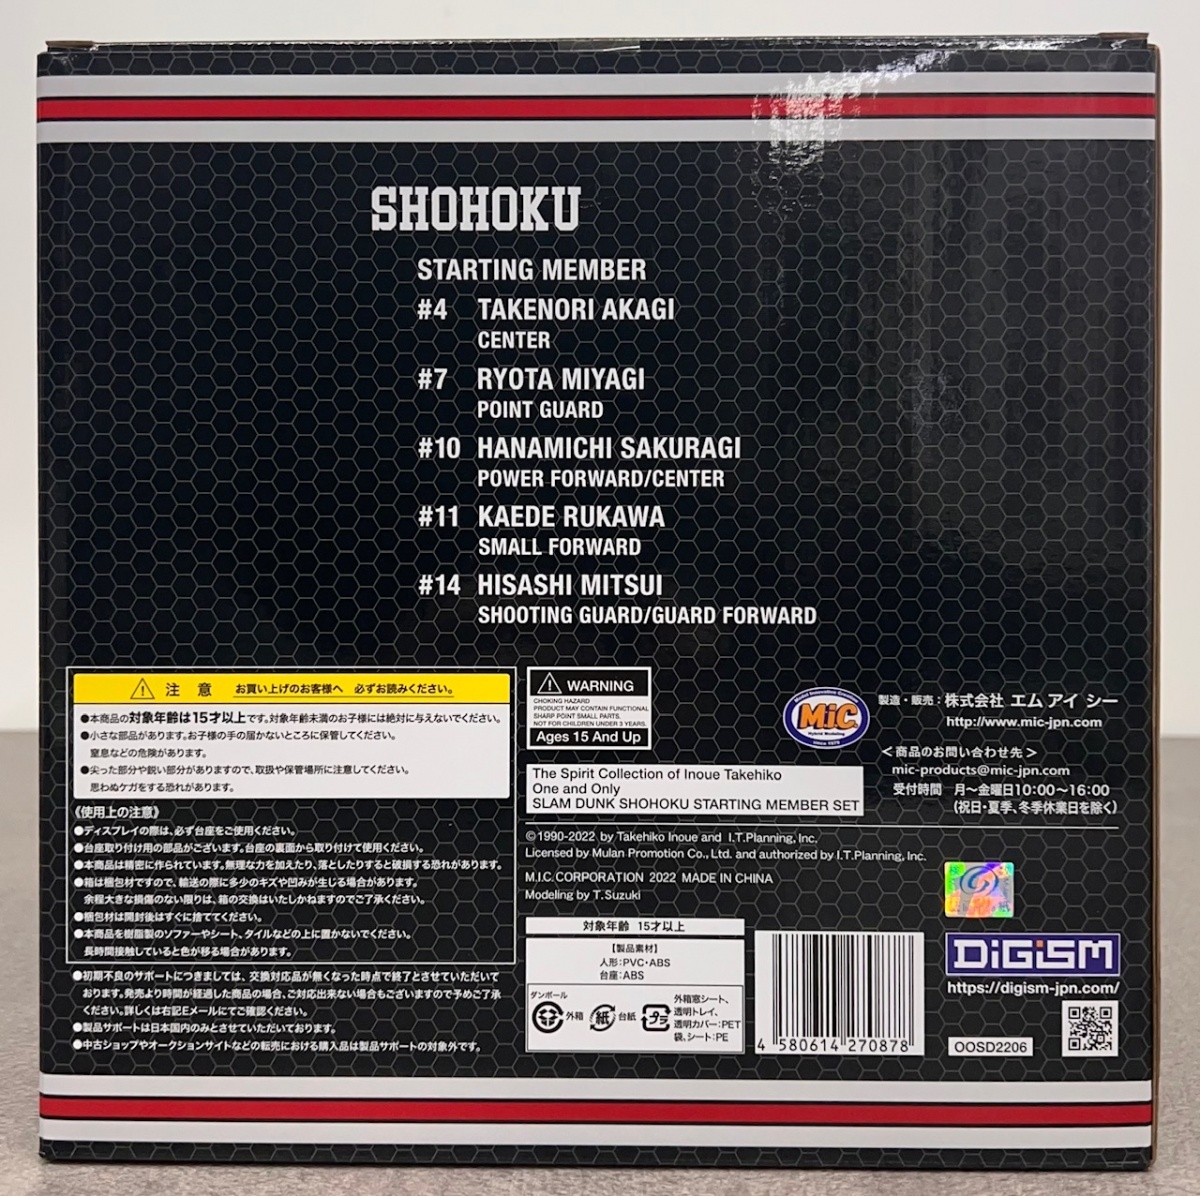 SHOHOKU
STARTING MEMBER
#4 TAKENORI AKAGI
CENTER
#7 RYOTA MIYAGI
POINT GUARD
#10 HANAMICHI SAKURAGI
POWER FORWARD/CENTER
#11 KAEDE RUKAWA
SMALL FORWARD
#14 HISASHI MITSUI
SHOOTING GUARD/GUARD FORWARD
注 意 お買い上げのお客様へ 必ずお読みください。
●本商品の対象年齢は15才以上です。対象年齢未満のお子様には絶対に与えないでください。
●小さな部品があります。お子様の手の届かないところに保管してください。
窒息などの危険があります。
●尖った部分や鋭い部分がありますので、取扱や保管場所に注意してください。
思わぬケガをする恐れがあります。
《使用上の注意》
●ディスプレイの際は、必ず台座をご使用ください。
●台座取り付け用の部品がございます。台座の裏面から取り付けて使用ください。
●本商品は精密に作られています。無理な力を加えたり、落としたりすると破損する恐れがあります。
●箱は梱包材ですので、輸送の際に多少のキズや凹みが生じる場合があります。
余程大きな損傷のない限りは、箱の交換はいたしかねますのでご了承ください。
●梱包材は開封後はすぐに捨ててください。
●本商品を樹脂製のソファーやシート、タイルなどの上に置かないでください。
長時間接触していると色が移る場合があります。
●初期不良のサポートにつきましては、交換対応品が無くなった時点で終了とさせていただいて
おります。発売より時間が経過した商品の場合、ご対応出来ない場合もございますので予めご了承
ください。詳しくは右記Eメールにてご確認ください。
●製品サポートは日本国内のみとさせていただいております。
●中古ショップやオークションサイトなどの転売における購入品は製品サポートの対象外です。
WARNING
CHOKING HAZARD
PRODUCT MAY CONTAIN FUNCTIONAL
SHARP POINT SMALL PARTS.
NOT FOR CHILDREN UNDER 3 YEARS.
Ages 15 And Up
Model Innovative Creators
MiC.
Hybrid Modeling
since 1979
製造・販売：株式会社 エム アイ シー
http://www.mic-jpn.com
＜商品のお問い合わせ先＞
mic-products@mic-jpn.com
受付時間 月〜金曜日10:00〜16:00
（祝日・夏季、冬季休業日を除く）
The Spirit Collection of Inoue Takehiko
One and Only
SLAM DUNK SHOHOKU STARTING MEMBER SET
©1990-2022 by Takehiko Inoue and I.T.Planning, Inc.
Licensed by Mulan Promotion Co., Ltd. and authorized by I.T.Planning, Inc.
M.I.C.CORPORATION 2022 MADE IN CHINA
Modeling by T.Suzuki
対象年齢 15才以上
【製品素材】
人形：PVC・ABS
台座：ABS
ダンボール
外箱
紙
台紙
プラ
外箱窓シート、
透明トレイ、
透明カバー：PET
袋、シート：PE
4 580614 270878
DiGiSM
https://digism-jpn.com/
OOSD2206